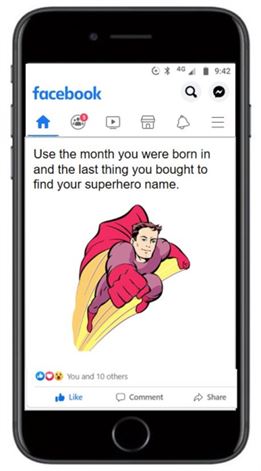 4G 9:42
facebook
Use the month you were born in
and the last thing you bought to
find your superhero name.
You and 10 others
Like Comment Share